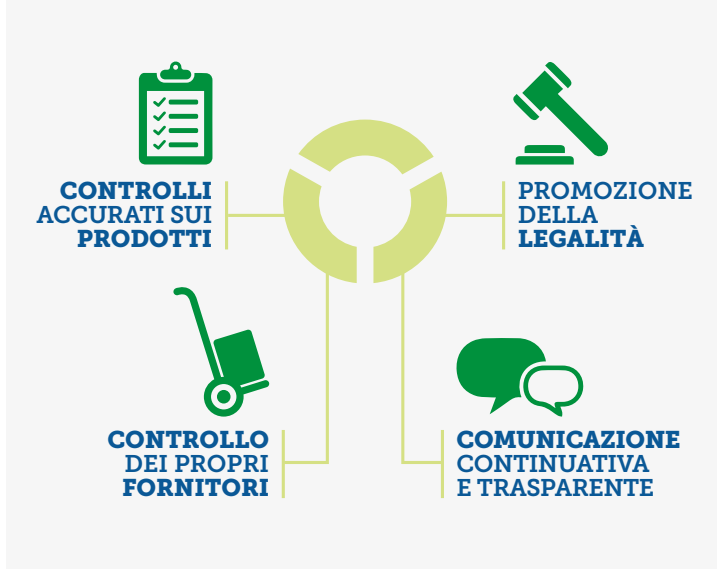 CONTROLLI
ACCURATI SUI
PRODOTTI
PROMOZIONE
DELLA
LEGALITÀ
CONTROLLO
DEI PROPRI
FORNITORI
COMUNICAZIONE
CONTINUATIVA
E TRASPARENTE